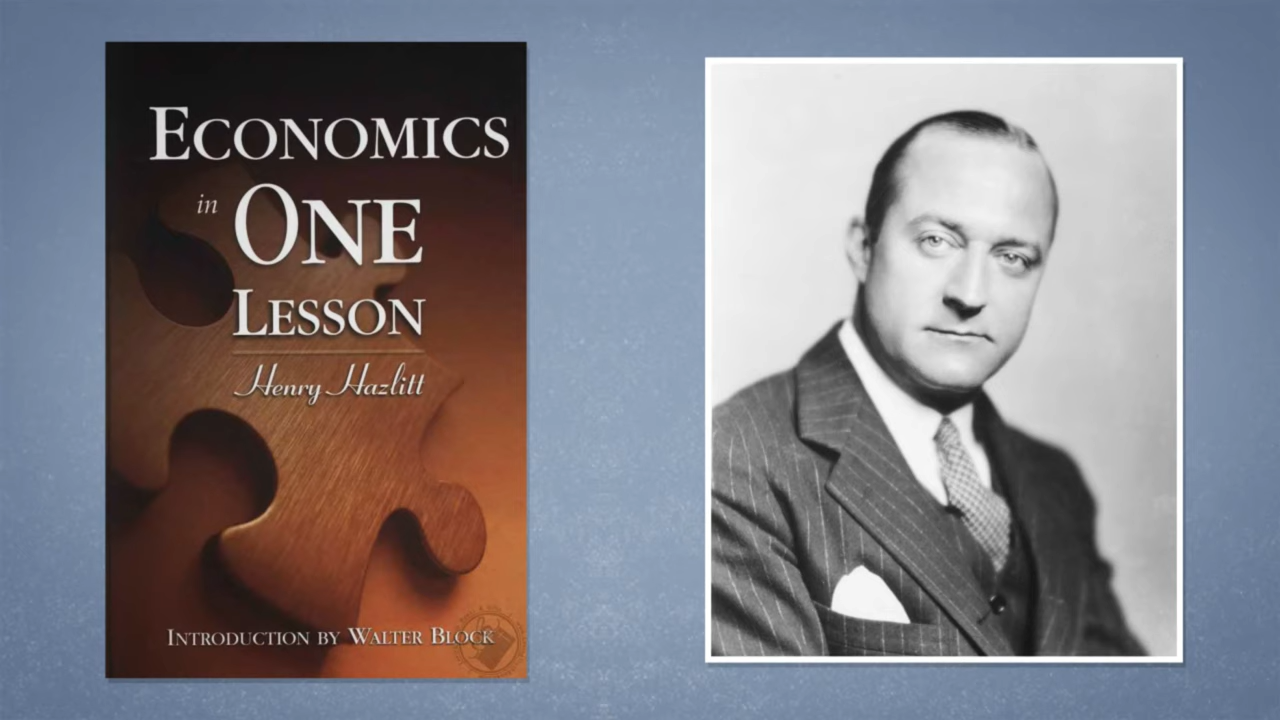 ECONOMICS
in ONE
LESSON
Henry Hazlitt
INTRODUCTION BY WALTER BLOCK